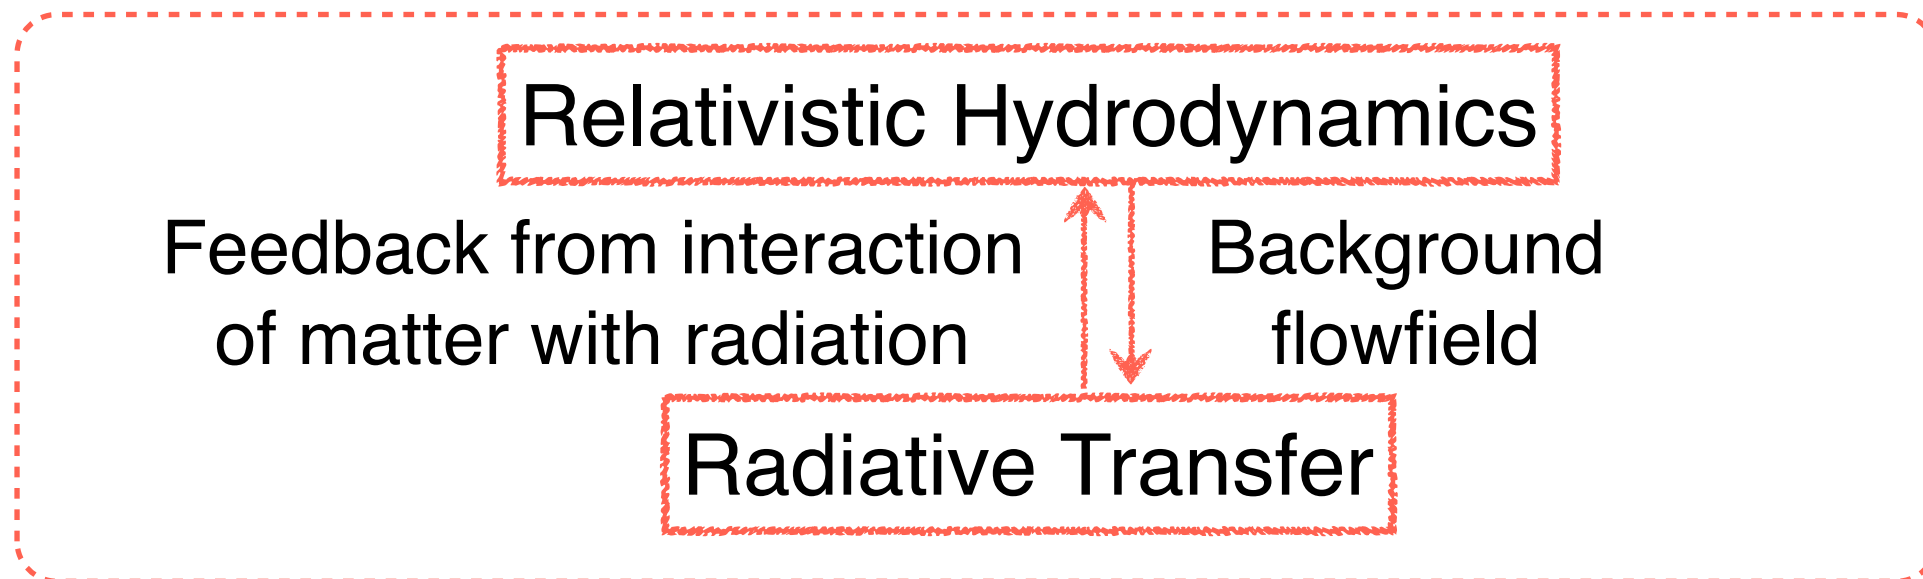 Relativistic Hydrodynamics
Feedback from interaction
of matter with radiation
Background
flowfield
Radiative Transfer